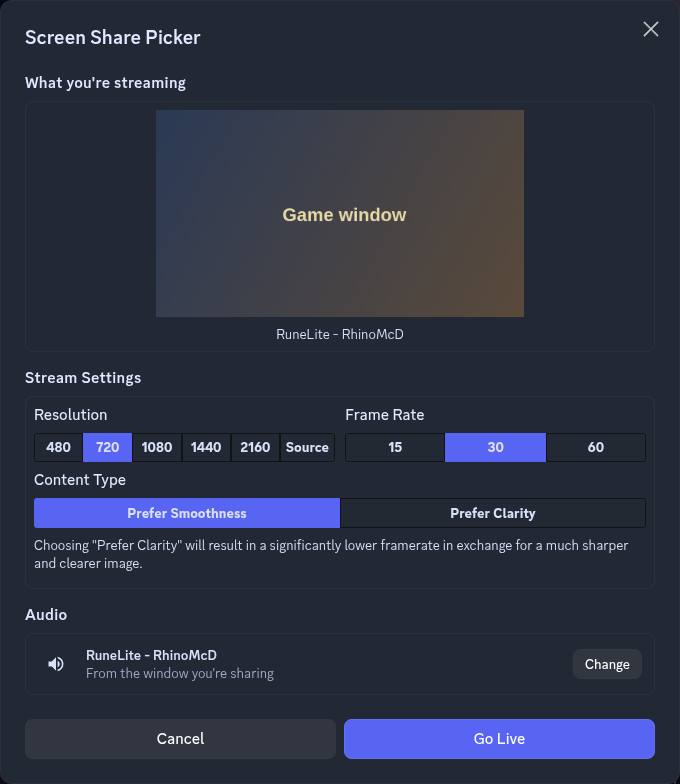 Screen Share Picker
What you're streaming
Game window
RuneLite - RhinoMcD
Stream Settings
Resolution
Frame Rate
480 720 1080 1440 2160 Source
15 30 60
Content Type
Prefer Smoothness Prefer Clarity
Choosing "Prefer Clarity" will result in a significantly lower framerate in exchange for a much sharper
and clearer image.
Audio
RuneLite - RhinoMcD
From the window you're sharing
Change
Cancel Go Live